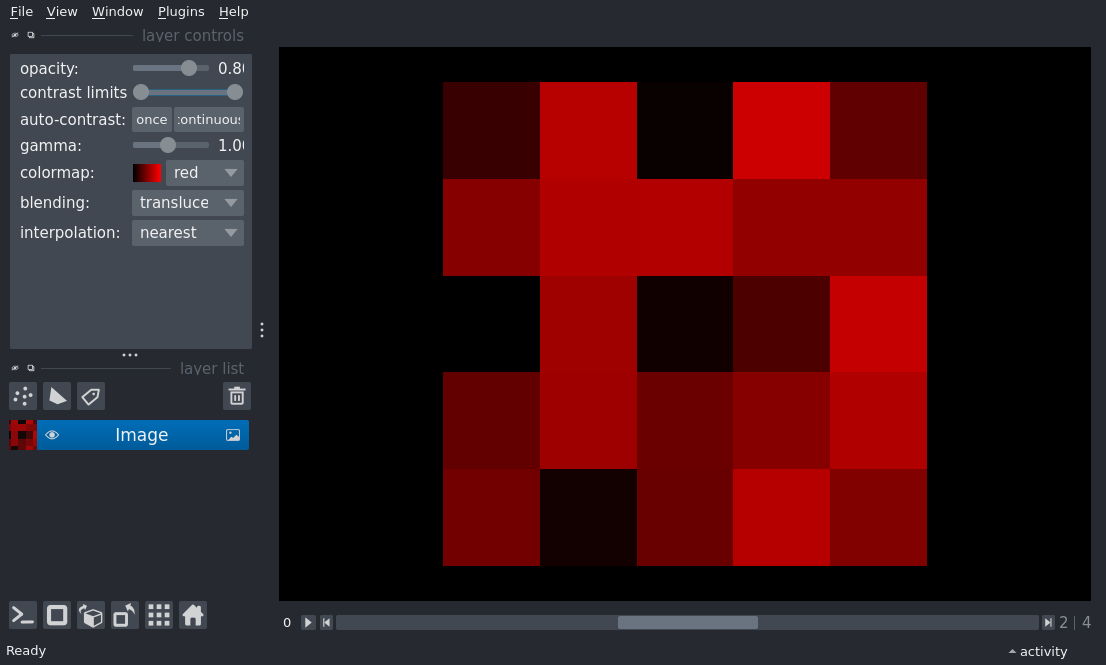 File View Window Plugins Help
layer controls
opacity: 0.80
contrast limits
auto-contrast: once continuous
gamma: 1.00
colormap: red
blending: transluce
interpolation: nearest
layer list
Image
0 2 | 4
Ready activity